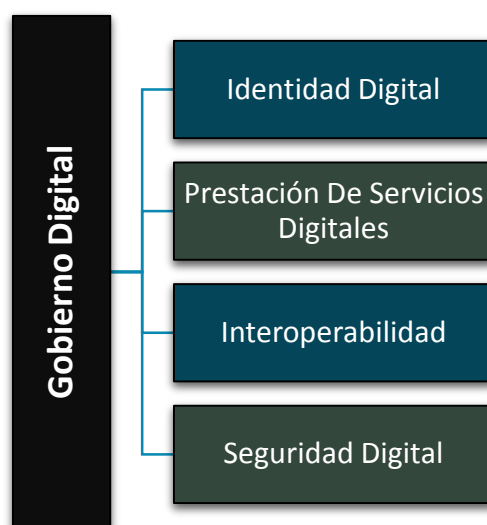 Gobierno Digital
Identidad Digital
Prestación De Servicios
Digitales
Interoperabilidad
Seguridad Digital